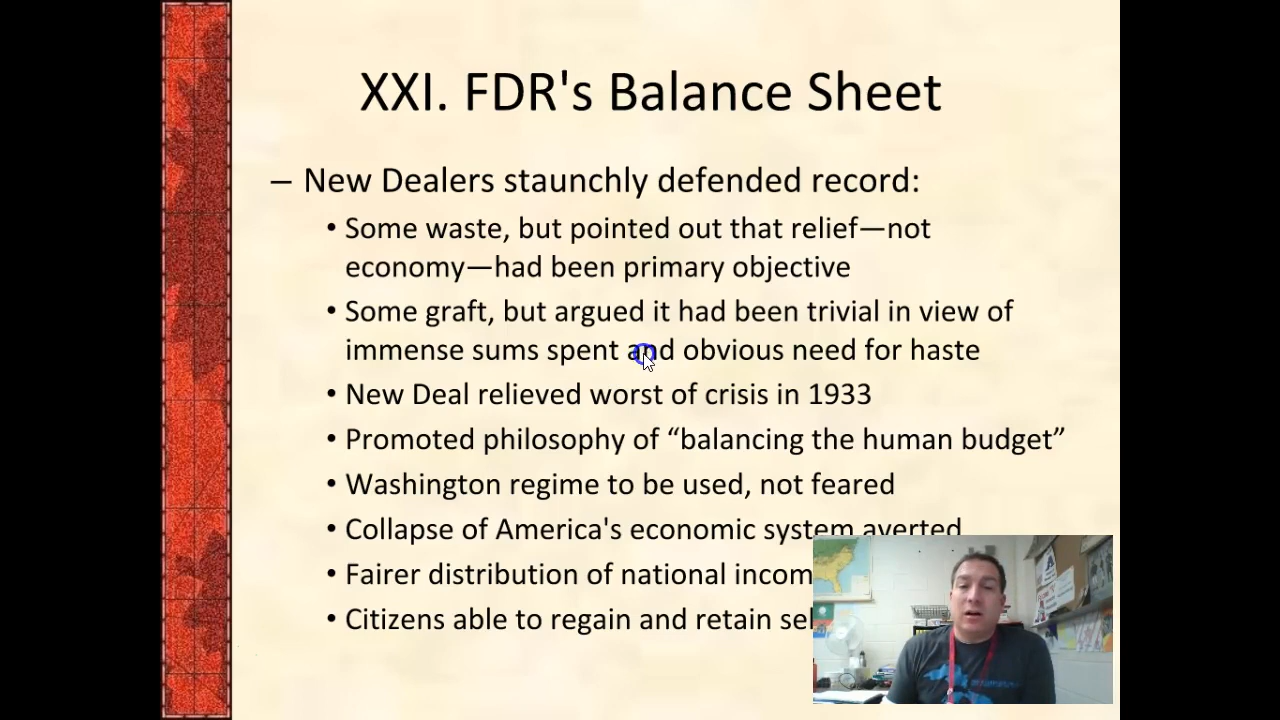 XXI. FDR's Balance Sheet
– New Dealers staunchly defended record:
• Some waste, but pointed out that relief—not
economy—had been primary objective
• Some graft, but argued it had been trivial in view of
immense sums spent and obvious need for haste
• New Deal relieved worst of crisis in 1933
• Promoted philosophy of “balancing the human budget”
• Washington regime to be used, not feared
• Collapse of America's economic system averted
• Fairer distribution of national incom
• Citizens able to regain and retain sel